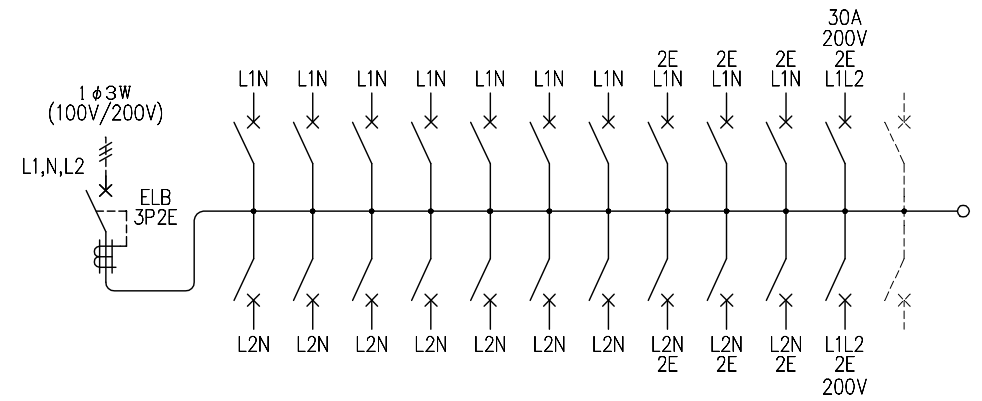 30A
200V
2E 2E 2E 2E
L1N L1N L1N L1N L1N L1N L1N L1N L1N L1N L1L2
1φ3W
(100V/200V)
L1,N,L2
ELB
3P2E
L2N L2N L2N L2N L2N L2N L2N L2N L2N L2N L1L2
2E 2E 2E 2E
200V